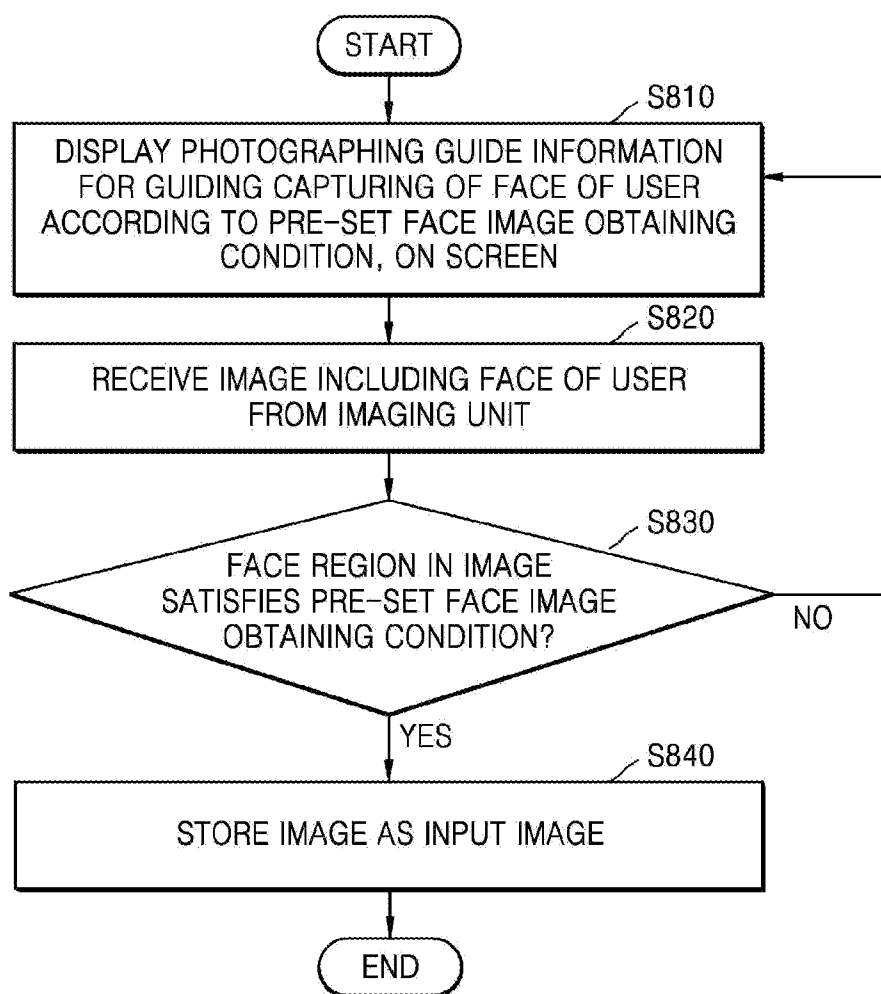 START
S810
DISPLAY PHOTOGRAPHING GUIDE INFORMATION
FOR GUIDING CAPTURING OF FACE OF USER
ACCORDING TO PRE-SET FACE IMAGE OBTAINING
CONDITION, ON SCREEN
S820
RECEIVE IMAGE INCLUDING FACE OF USER
FROM IMAGING UNIT
S830
FACE REGION IN IMAGE
SATISFIES PRE-SET FACE IMAGE
OBTAINING CONDITION?
NO
YES
S840
STORE IMAGE AS INPUT IMAGE
END